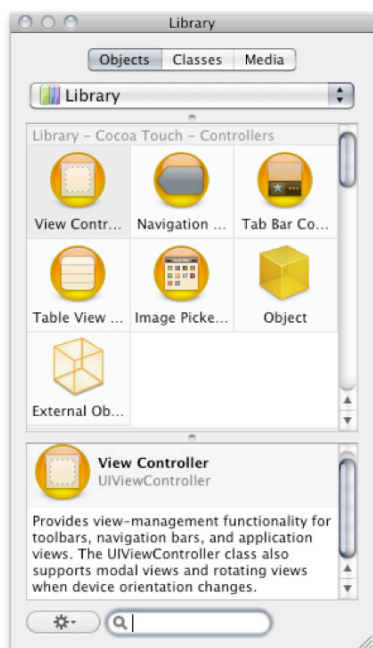 Library
Objects Classes Media
Library
Library – Cocoa Touch – Controllers
View Contr... Navigation ... Tab Bar Co...
Table View ... Image Picke... Object
External Ob...
View Controller
UIViewController
Provides view-management functionality for
toolbars, navigation bars, and application
views. The UIViewController class also
supports modal views and rotating views
when device orientation changes.